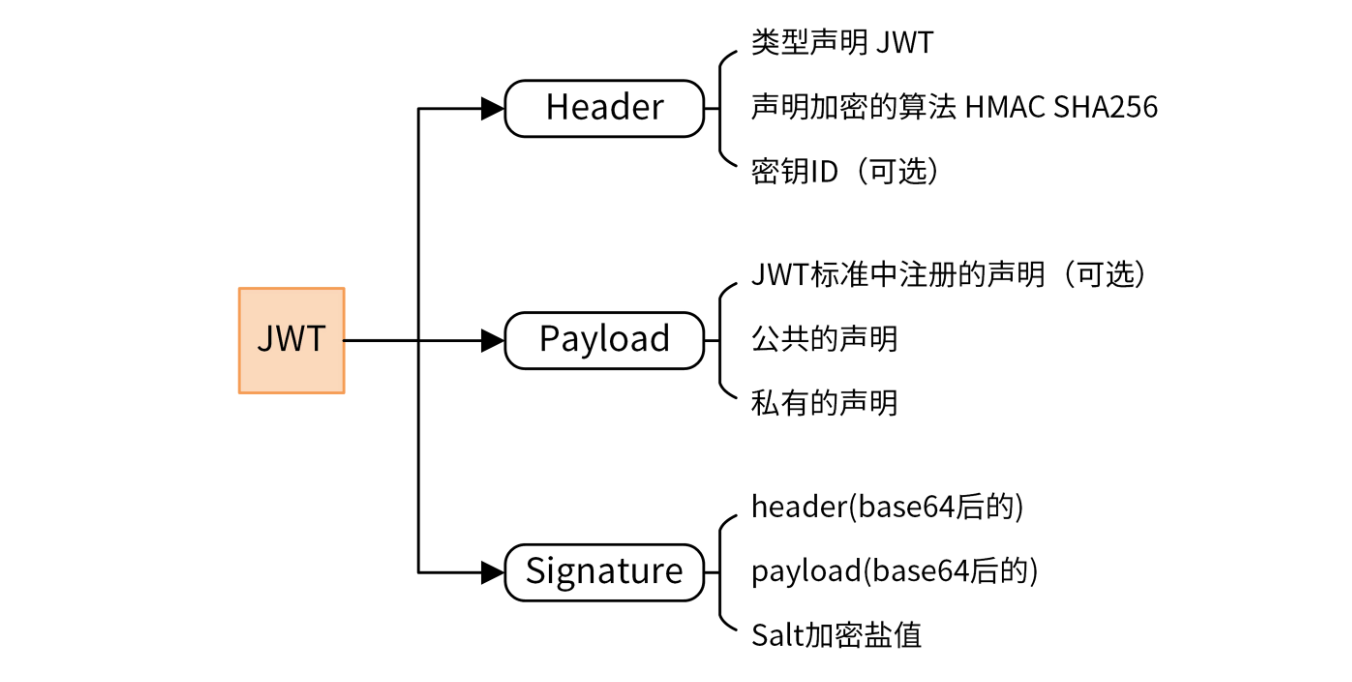 类型声明 JWT
Header
声明加密的算法 HMAC SHA256
密钥ID（可选）
JWT标准中注册的声明（可选）
JWT
Payload
公共的声明
私有的声明
header(base64后的)
Signature
payload(base64后的)
Salt加密盐值